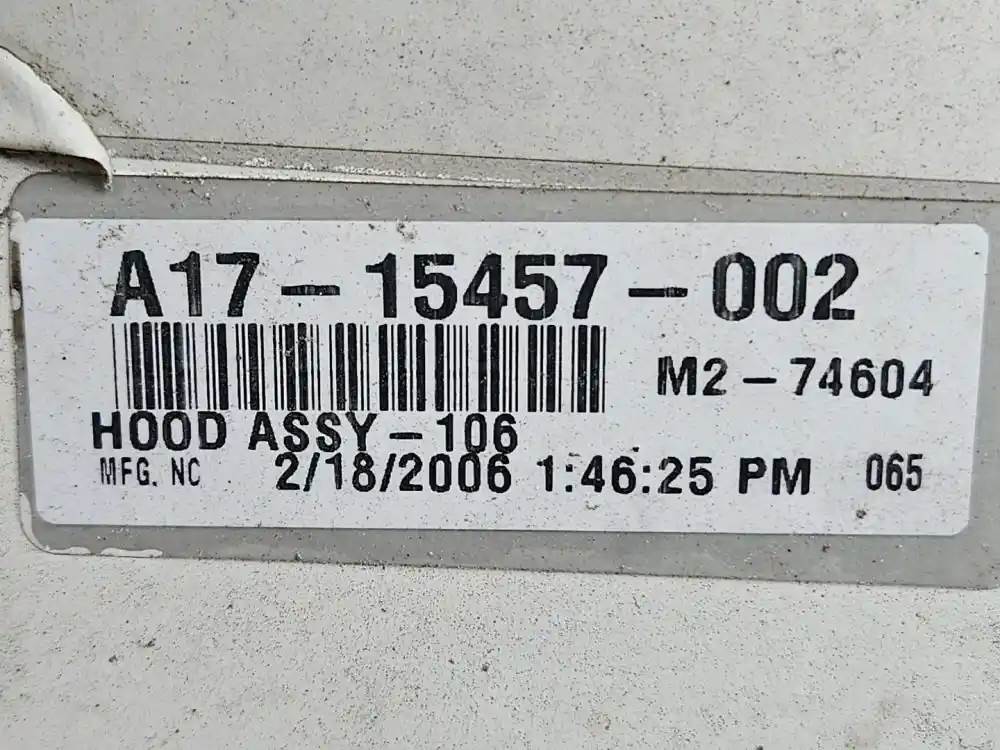 A17-15457-002
M2-74604
HOOD ASSY-106
MFG. NC 2/18/2006 1:46:25 PM 065